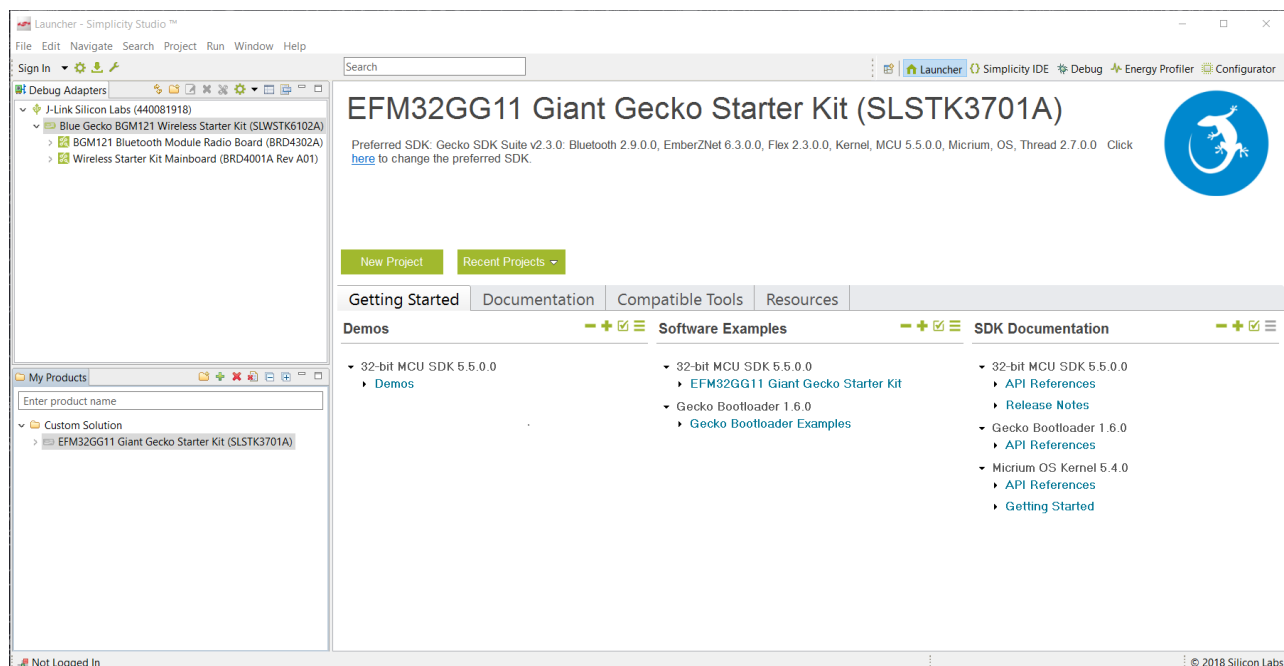 Launcher - Simplicity Studio ™
File Edit Navigate Search Project Run Window Help
Sign In
Search
Launcher Simplicity IDE Debug Energy Profiler Configurator
Debug Adapters
J-Link Silicon Labs (440081918)
Blue Gecko BGM121 Wireless Starter Kit (SLWSTK6102A)
BGM121 Bluetooth Module Radio Board (BRD4302A)
Wireless Starter Kit Mainboard (BRD4001A Rev A01)
My Products
Enter product name
Custom Solution
EFM32GG11 Giant Gecko Starter Kit (SLSTK3701A)
EFM32GG11 Giant Gecko Starter Kit (SLSTK3701A)
Preferred SDK: Gecko SDK Suite v2.3.0: Bluetooth 2.9.0.0, EmberZNet 6.3.0.0, Flex 2.3.0.0, Kernel, MCU 5.5.0.0, Micrium, OS, Thread 2.7.0.0 Click
here to change the preferred SDK.
New Project
Recent Projects
Getting Started Documentation Compatible Tools Resources
Demos
32-bit MCU SDK 5.5.0.0
Demos
Software Examples
32-bit MCU SDK 5.5.0.0
EFM32GG11 Giant Gecko Starter Kit
Gecko Bootloader 1.6.0
Gecko Bootloader Examples
SDK Documentation
32-bit MCU SDK 5.5.0.0
API References
Release Notes
Gecko Bootloader 1.6.0
API References
Micrium OS Kernel 5.4.0
API References
Getting Started
Not Logged In
© 2018 Silicon Labs